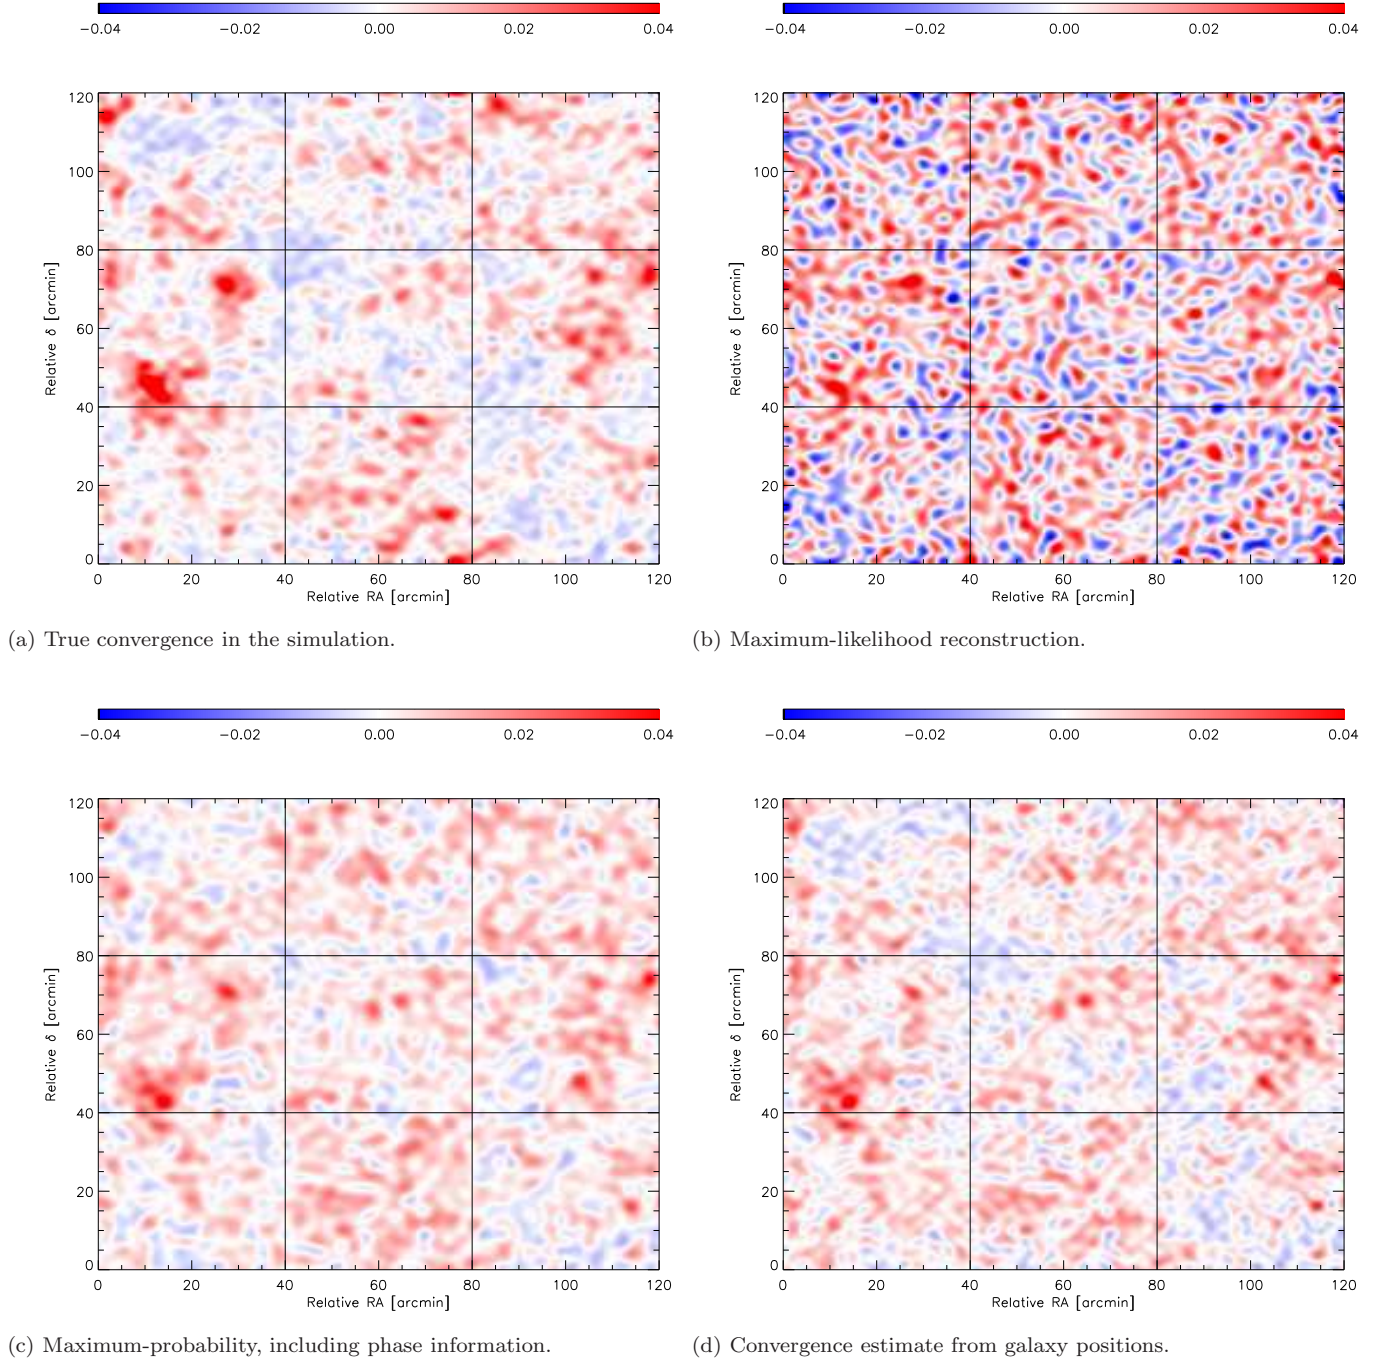 −0.04 −0.02 0.00 0.02 0.04
120
100
80
60
40
20
0
Relative δ [arcmin]
0 20 40 60 80 100 120
Relative RA [arcmin]
(a) True convergence in the simulation.
−0.04 −0.02 0.00 0.02 0.04
120
100
80
60
40
20
0
Relative δ [arcmin]
0 20 40 60 80 100 120
Relative RA [arcmin]
(b) Maximum-likelihood reconstruction.
−0.04 −0.02 0.00 0.02 0.04
120
100
80
60
40
20
0
Relative δ [arcmin]
0 20 40 60 80 100 120
Relative RA [arcmin]
(c) Maximum-probability, including phase information.
−0.04 −0.02 0.00 0.02 0.04
120
100
80
60
40
20
0
Relative δ [arcmin]
0 20 40 60 80 100 120
Relative RA [arcmin]
(d) Convergence estimate from galaxy positions.